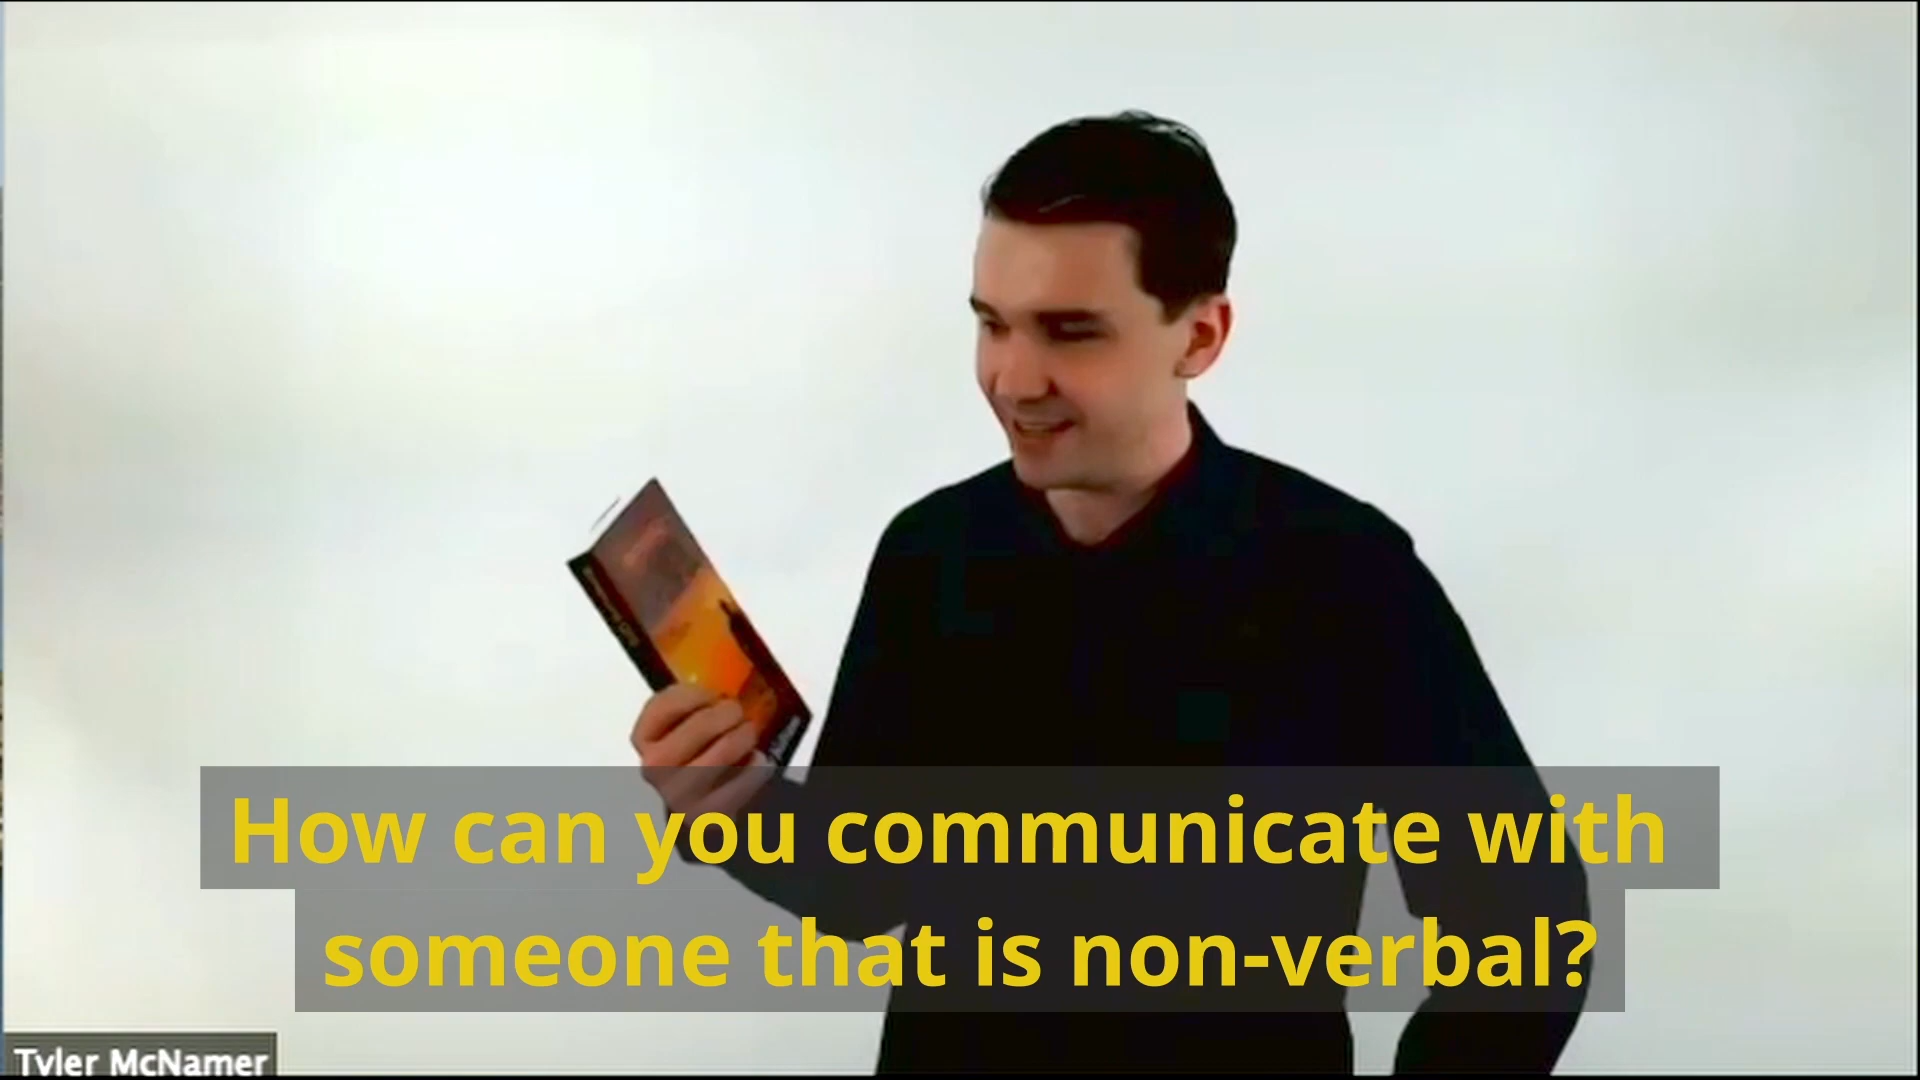 How can you communicate with
someone that is non-verbal?
Tyler McNamer